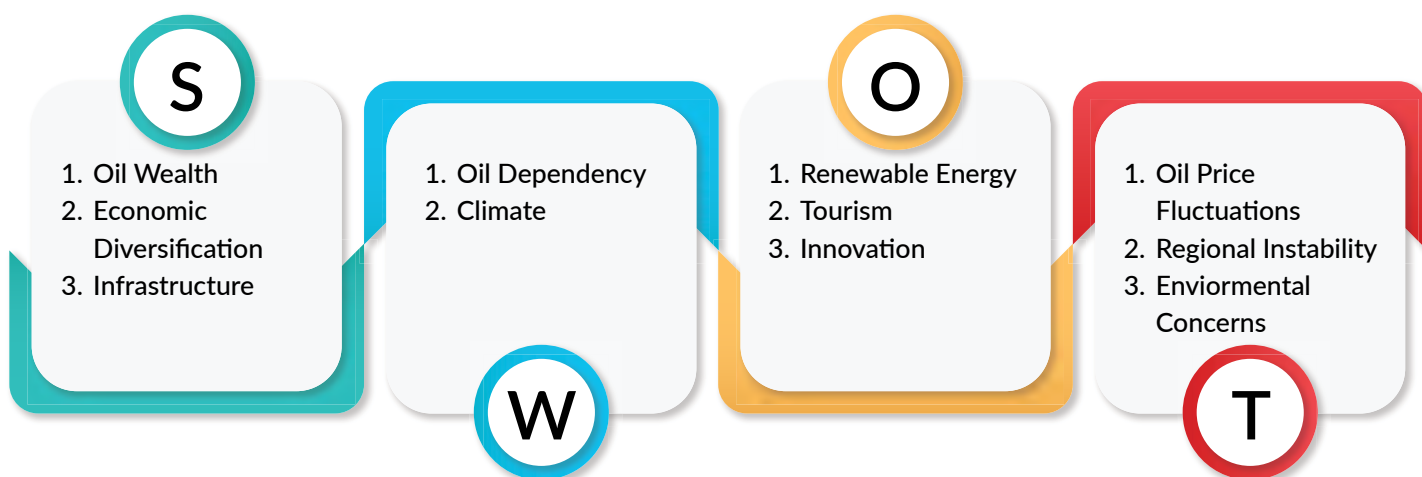 S
1. Oil Wealth
2. Economic
Diversification
3. Infrastructure
1. Oil Dependency
2. Climate
W
O
1. Renewable Energy
2. Tourism
3. Innovation
1. Oil Price
Fluctuations
2. Regional Instability
3. Enviormental
Concerns
T